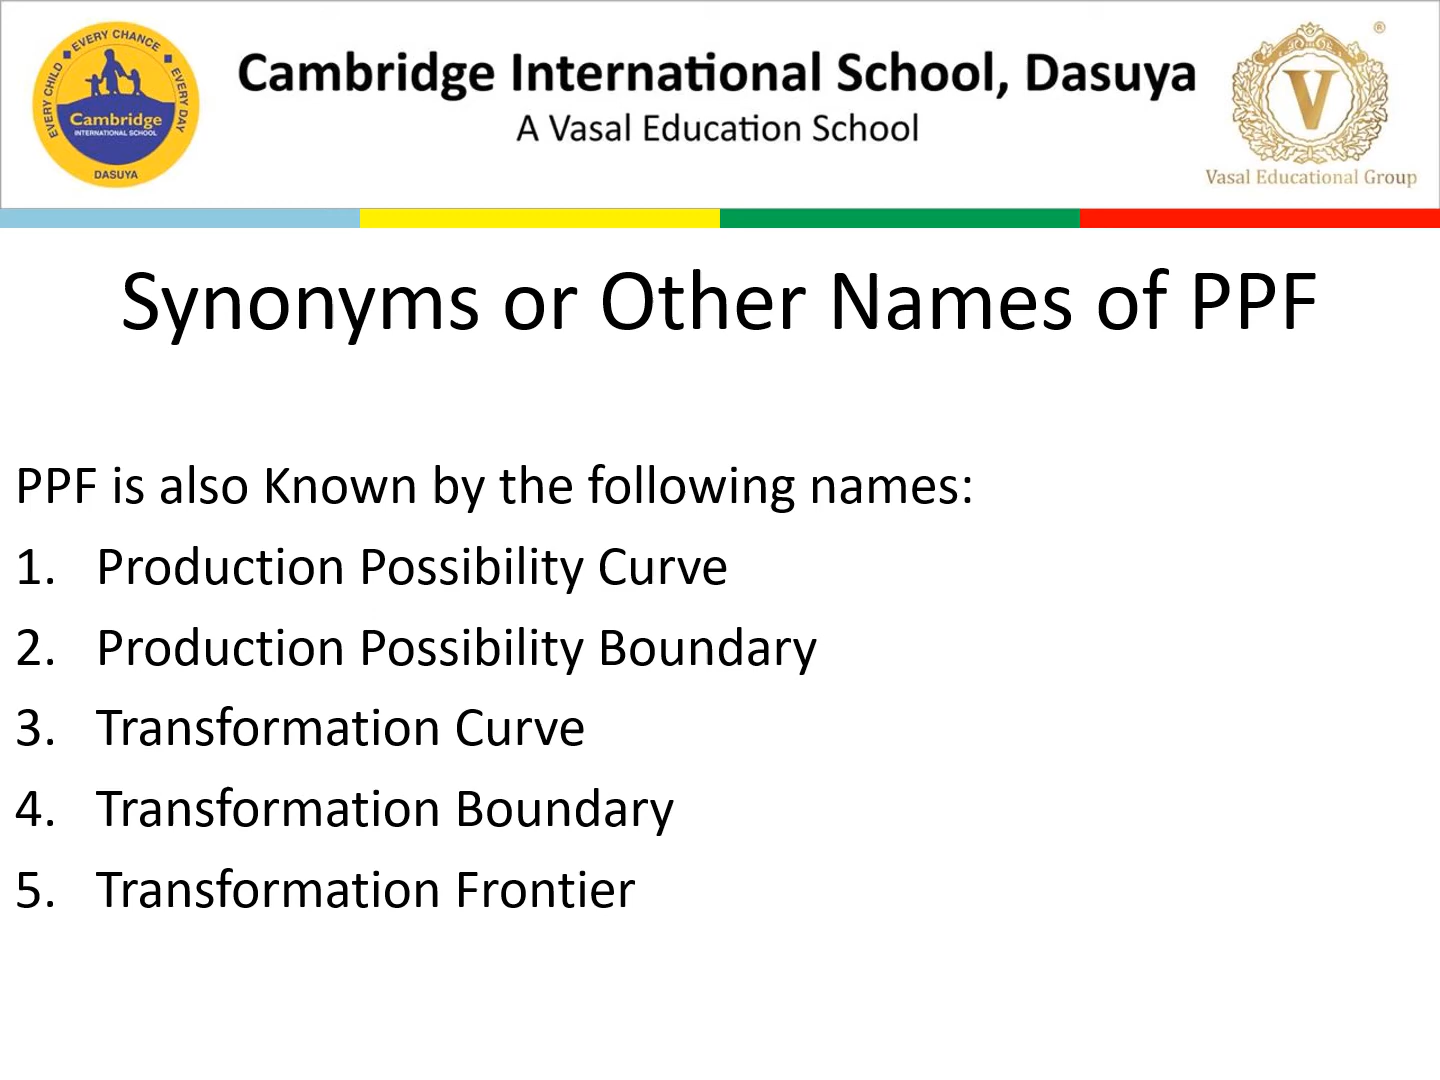 EVERY CHILD EVERY CHANCE EVERY DAY
Cambridge
INTERNATIONAL SCHOOL
DASUYA
Cambridge International School, Dasuya
A Vasal Education School
®
V
Vasal Educational Group
Synonyms or Other Names of PPF
PPF is also Known by the following names:
1. Production Possibility Curve
2. Production Possibility Boundary
3. Transformation Curve
4. Transformation Boundary
5. Transformation Frontier